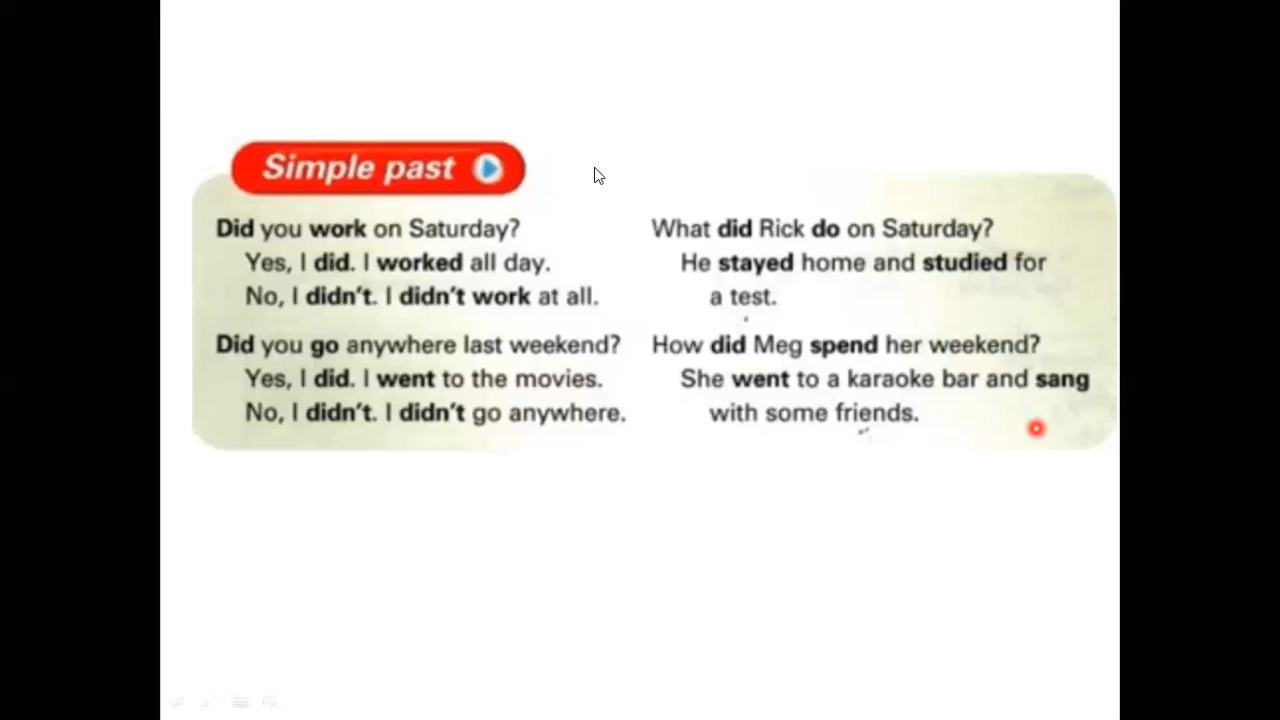 Simple past
Did you work on Saturday?
Yes, I did. I worked all day.
No, I didn't. I didn't work at all.
Did you go anywhere last weekend?
Yes, I did. I went to the movies.
No, I didn't. I didn't go anywhere.
What did Rick do on Saturday?
He stayed home and studied for
a test.
How did Meg spend her weekend?
She went to a karaoke bar and sang
with some friends.